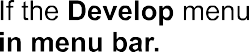 If the Develop menu
in menu bar.